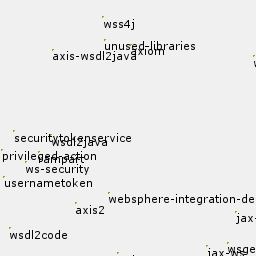 wss4j
unused-libraries
axiom
axis-wsdl2java
securitytokenservice
wsdl2java
privileged-action
rampart
ws-security
usernametoken
websphere-integration-de
axis2
jax-
wsdl2code
jax-ws
wsge